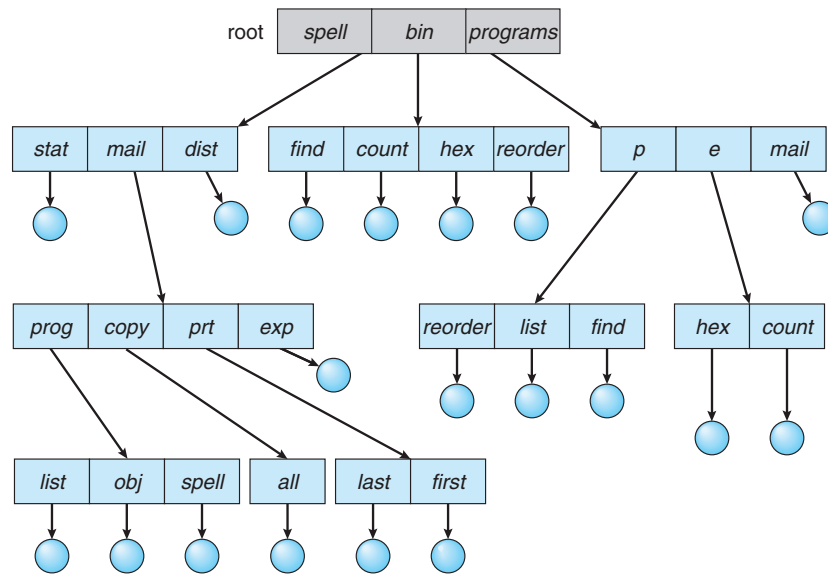 root spell bin programs
stat mail dist find count hex reorder p e mail
prog copy prt exp reorder list find hex count
list obj spell all last first